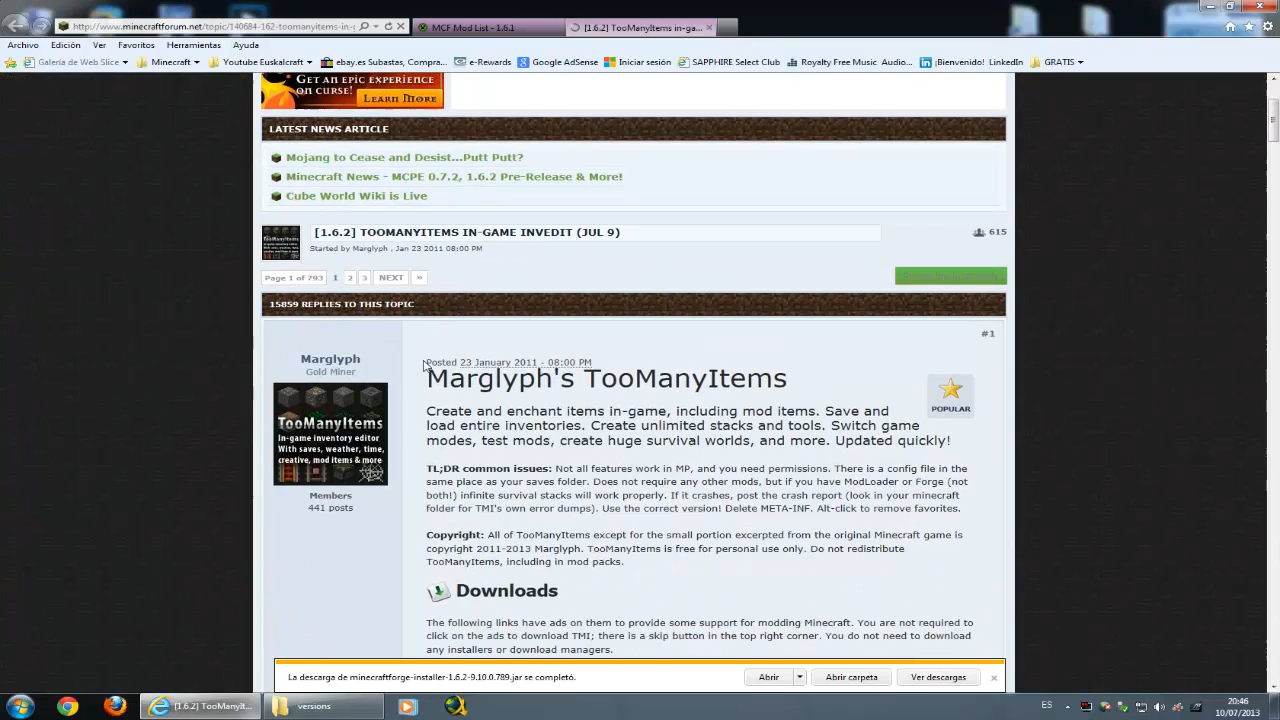 http://www.minecraftforum.net/topic/140684-162-toomanyitems-in-g
MCF Mod List - 1.6.1
[1.6.2] TooManyItems in-ga...
Archivo Edición Ver Favoritos Herramientas Ayuda
Galería de Web Slice Minecraft Youtube Euskalcraft ebay.es Subastas, Compra... e-Rewards Google AdSense Iniciar sesión SAPPHIRE Select Club Royalty Free Music Audio... ¡Bienvenido! LinkedIn GRATIS
GET AN EPIC EXPERIENCE
ON CURSE!
LEARN MORE
LATEST NEWS ARTICLE
Mojang to Cease and Desist...Putt Putt?
Minecraft News - MCPE 0.7.2, 1.6.2 Pre-Release & More!
Cube World Wiki is Live
[1.6.2] TOOMANYITEMS IN-GAME INVEDIT (JUL 9)
615
Started by Marglyph , Jan 23 2011 08:00 PM
Page 1 of 793 1 2 3 NEXT »
15859 REPLIES TO THIS TOPIC
#1
Marglyph
Gold Miner
TooManyItems
In-game inventory editor
With saves, weather, time,
creative, mod items & more
Members
441 posts
Posted 23 January 2011 - 08:00 PM
Marglyph's TooManyItems
POPULAR
Create and enchant items in-game, including mod items. Save and
load entire inventories. Create unlimited stacks and tools. Switch game
modes, test mods, create huge survival worlds, and more. Updated quickly!
TL;DR common issues: Not all features work in MP, and you need permissions. There is a config file in the
same place as your saves folder. Does not require any other mods, but if you have ModLoader or Forge (not
both!) infinite survival stacks will work properly. If it crashes, post the crash report (look in your minecraft
folder for TMI's own error dumps). Use the correct version! Delete META-INF. Alt-click to remove favorites.
Copyright: All of TooManyItems except for the small portion excerpted from the original Minecraft game is
copyright 2011-2013 Marglyph. TooManyItems is free for personal use only. Do not redistribute
TooManyItems, including in mod packs.
Downloads
The following links have ads on them to provide some support for modding Minecraft. You are not required to
click on the ads to download TMI; there is a skip button in the top right corner. You do not need to download
any installers or download managers.
La descarga de minecraftforge-installer-1.6.2-9.10.0.789.jar se completó.
Abrir
Abrir carpeta
Ver descargas
[1.6.2] TooManyIt...
versions
ES
20:46
10/07/2013